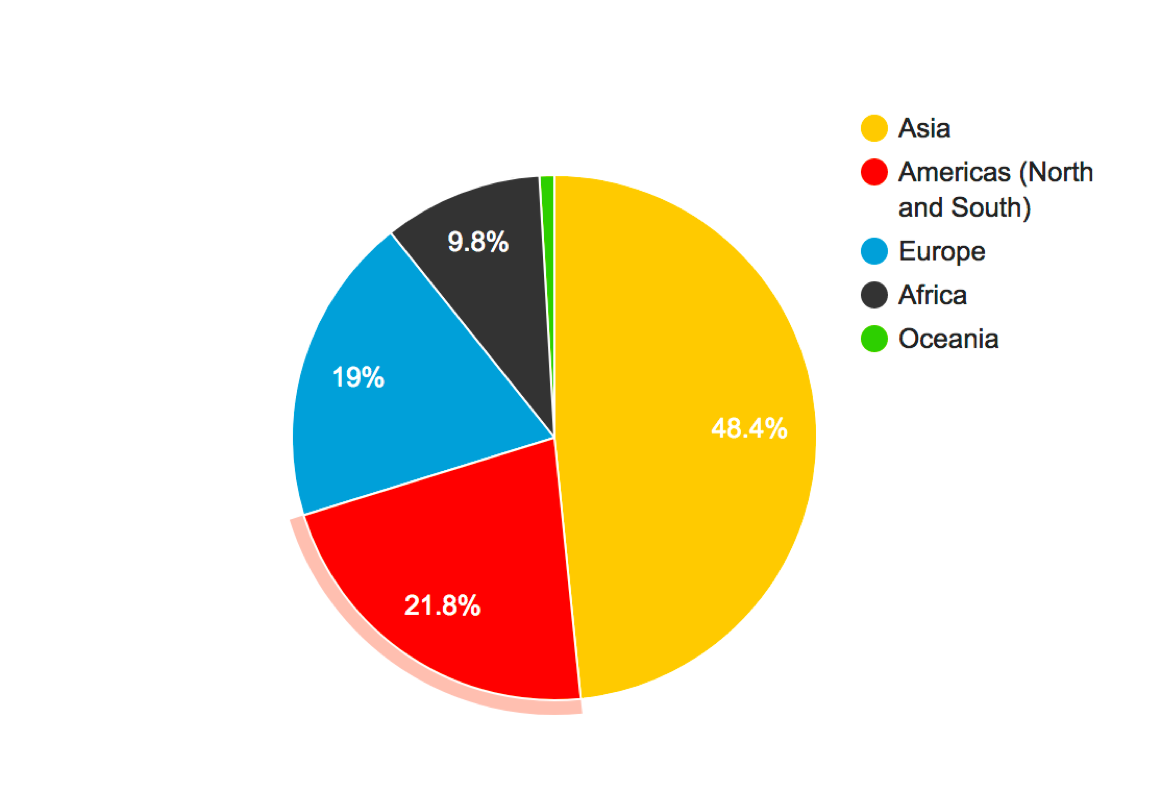 Asia
Americas (North
and South)
Europe
Africa
Oceania
9.8%
19%
48.4%
21.8%